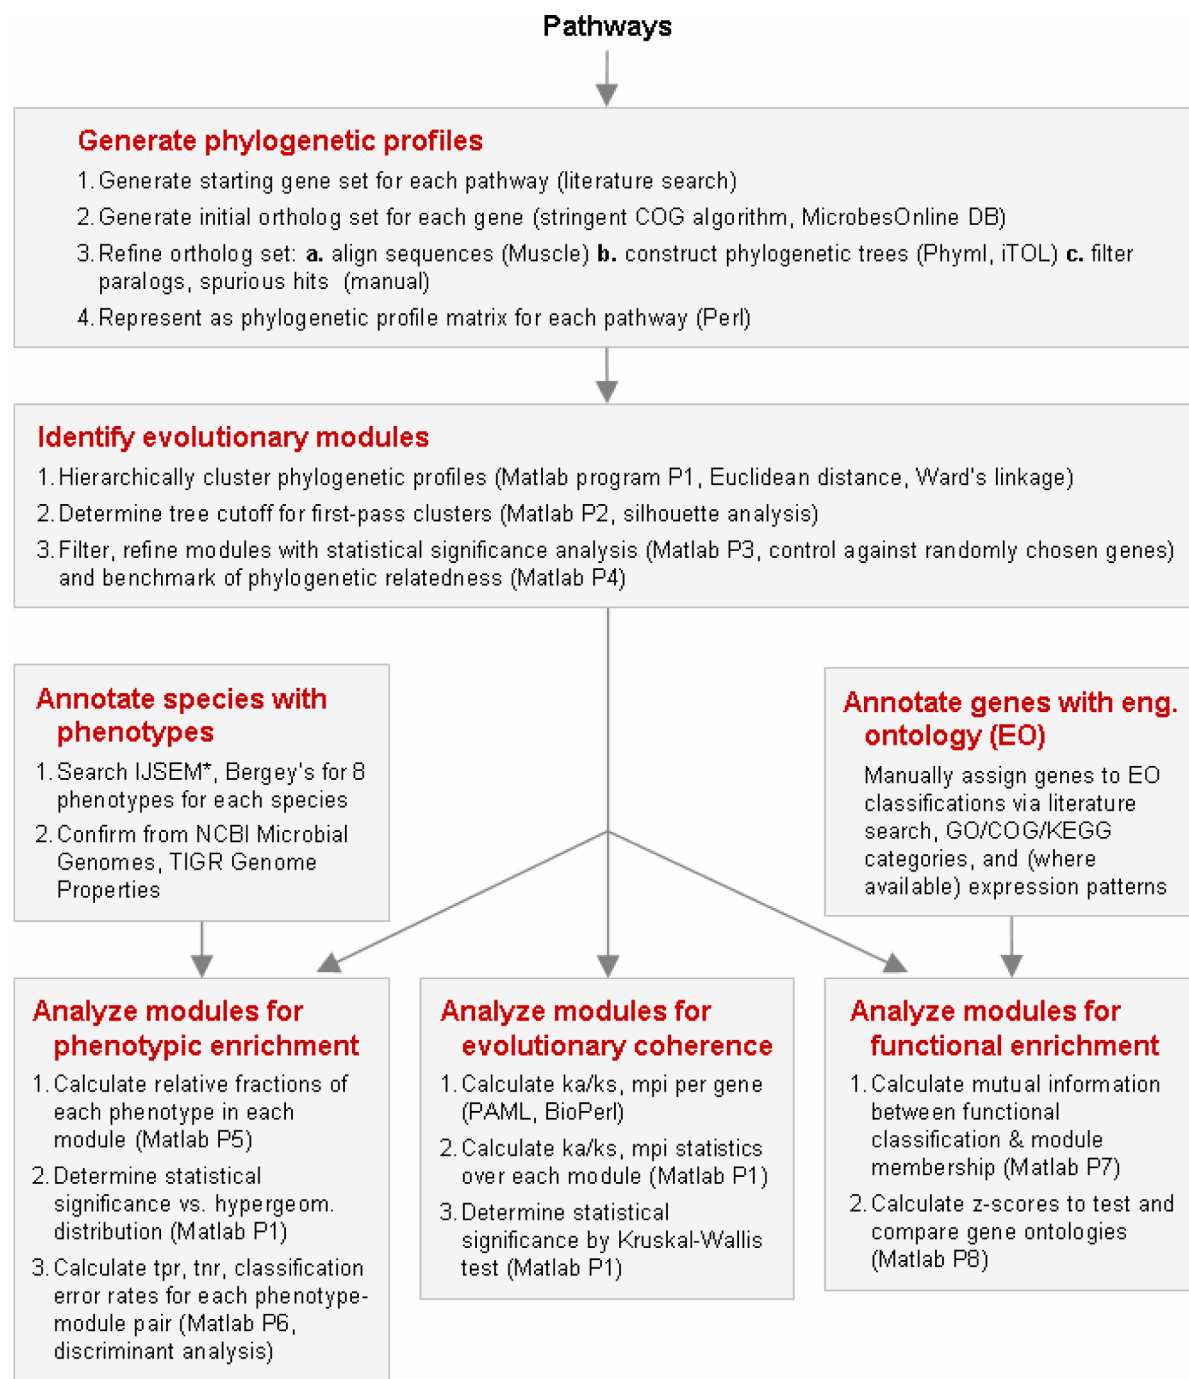 Pathways
Generate phylogenetic profiles
1. Generate starting gene set for each pathway (literature search)
2. Generate initial ortholog set for each gene (stringent COG algorithm, MicrobesOnline DB)
3. Refine ortholog set: a. align sequences (Muscle) b. construct phylogenetic trees (Phyml, iTOL) c. filter
paralogs, spurious hits (manual)
4. Represent as phylogenetic profile matrix for each pathway (Perl)
Identify evolutionary modules
1. Hierarchically cluster phylogenetic profiles (Matlab program P1, Euclidean distance, Ward's linkage)
2. Determine tree cutoff for first-pass clusters (Matlab P2, silhouette analysis)
3. Filter, refine modules with statistical significance analysis (Matlab P3, control against randomly chosen genes)
and benchmark of phylogenetic relatedness (Matlab P4)
Annotate species with
phenotypes
1. Search IJSEM*, Bergey's for 8
phenotypes for each species
2. Confirm from NCBI Microbial
Genomes, TIGR Genome
Properties
Annotate genes with eng.
ontology (EO)
Manually assign genes to EO
classifications via literature
search, GO/COG/KEGG
categories, and (where
available) expression patterns
Analyze modules for
phenotypic enrichment
1. Calculate relative fractions of
each phenotype in each
module (Matlab P5)
2. Determine statistical
significance vs. hypergeom.
distribution (Matlab P1)
3. Calculate tpr, tnr, classification
error rates for each phenotype-
module pair (Matlab P6,
discriminant analysis)
Analyze modules for
evolutionary coherence
1. Calculate ka/ks, mpi per gene
(PAML, BioPerl)
2. Calculate ka/ks, mpi statistics
over each module (Matlab P1)
3. Determine statistical
significance by Kruskal-Wallis
test (Matlab P1)
Analyze modules for
functional enrichment
1. Calculate mutual information
between functional
classification & module
membership (Matlab P7)
2. Calculate z-scores to test and
compare gene ontologies
(Matlab P8)